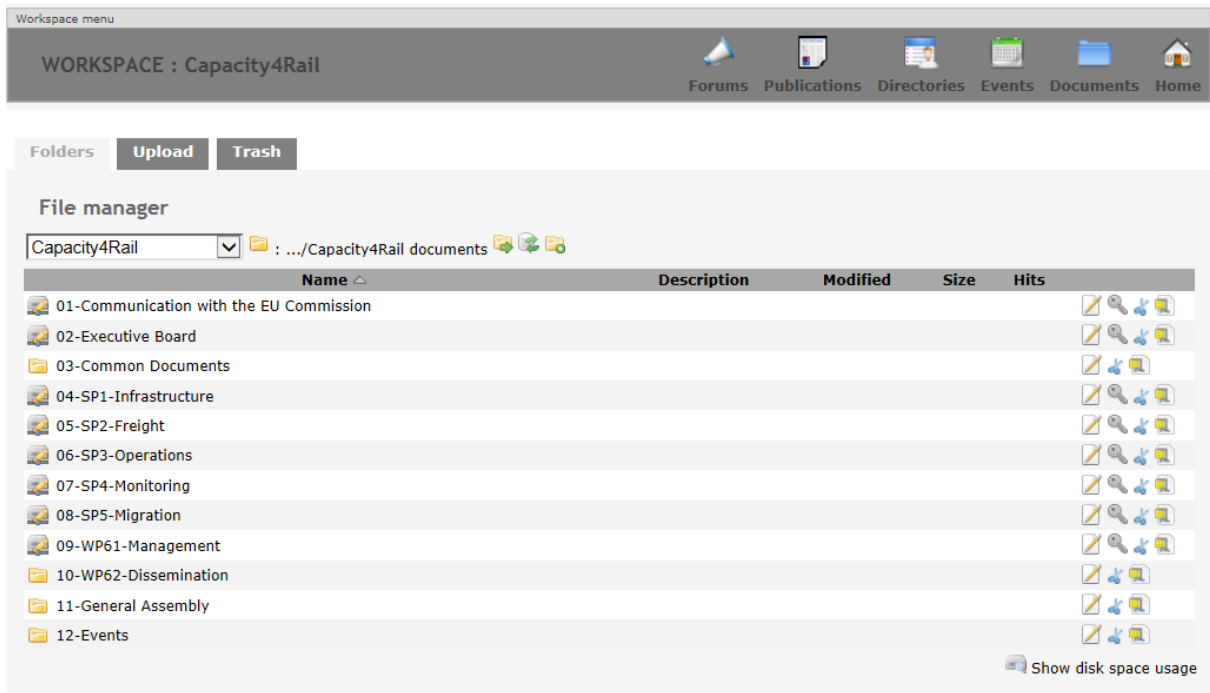 Workspace menu
WORKSPACE : Capacity4Rail
Forums Publications Directories Events Documents Home
Folders Upload Trash
File manager
Capacity4Rail : .../Capacity4Rail documents
Name Description Modified Size Hits
01-Communication with the EU Commission
02-Executive Board
03-Common Documents
04-SP1-Infrastructure
05-SP2-Freight
06-SP3-Operations
07-SP4-Monitoring
08-SP5-Migration
09-WP61-Management
10-WP62-Dissemination
11-General Assembly
12-Events
Show disk space usage